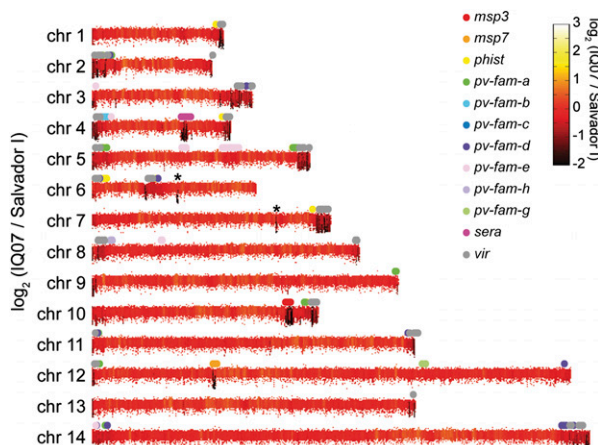 chr 1
chr 2
chr 3
chr 4
chr 5
chr 6
chr 7
chr 8
chr 9
chr 10
chr 11
chr 12
chr 13
chr 14
log2 (IQ07 / Salvador I)
*
*
msp3
msp7
phist
pv-fam-a
pv-fam-b
pv-fam-c
pv-fam-d
pv-fam-e
pv-fam-h
pv-fam-g
sera
vir
3
2
1
0
-1
-2
log2 (IQ07 / Salvador I)